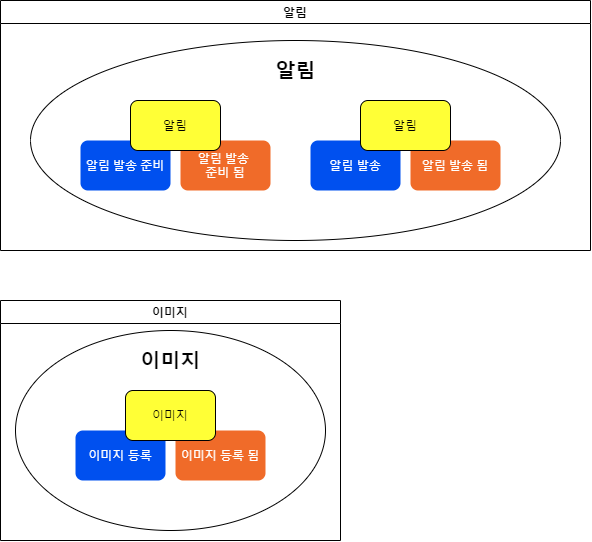 알림
알림
알림
알림
알림 발송 준비
알림 발송
준비 됨
알림 발송
알림 발송 됨
이미지
이미지
이미지
이미지 등록
이미지 등록 됨